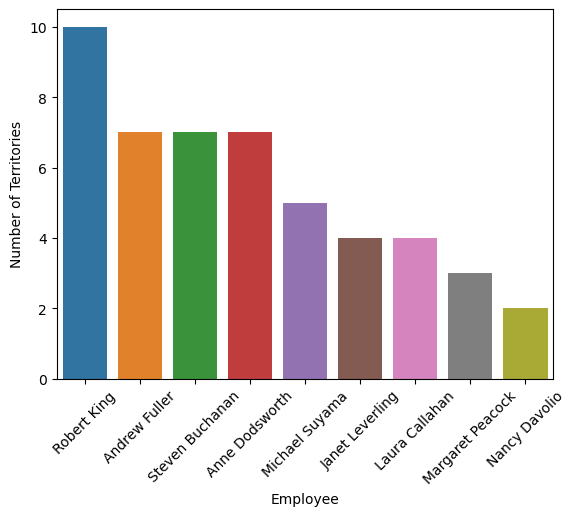 Number of Territories
10
8
6
4
2
0
Robert King
Andrew Fuller
Steven Buchanan
Anne Dodsworth
Michael Suyama
Janet Leverling
Laura Callahan
Margaret Peacock
Nancy Davolio
Employee